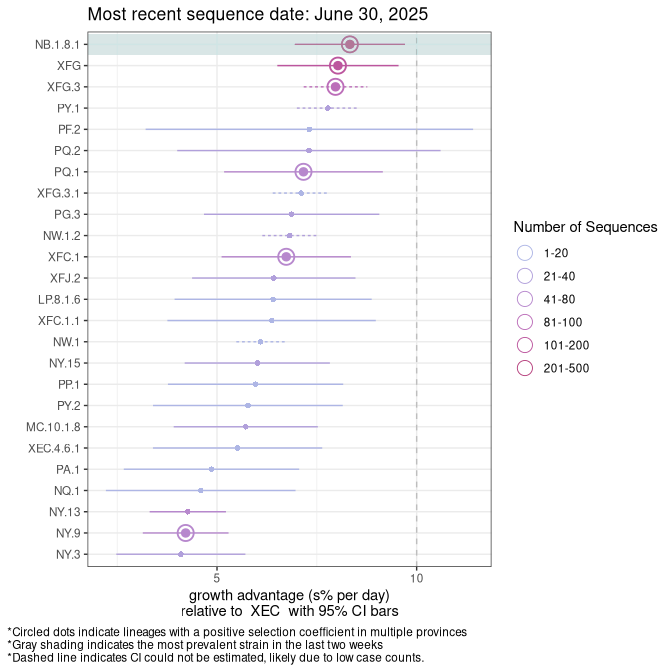 Most recent sequence date: June 30, 2025
NB.1.8.1
XFG
XFG.3
PY.1
PF.2
PQ.2
PQ.1
XFG.3.1
PG.3
NW.1.2
XFC.1
XFJ.2
LP.8.1.6
XFC.1.1
NW.1
NY.15
PP.1
PY.2
MC.10.1.8
XEC.4.6.1
PA.1
NQ.1
NY.13
NY.9
NY.3
5 10
growth advantage (s% per day)
relative to XEC with 95% CI bars
Number of Sequences
1-20
21-40
41-80
81-100
101-200
201-500
*Circled dots indicate lineages with a positive selection coefficient in multiple provinces
*Gray shading indicates the most prevalent strain in the last two weeks
*Dashed line indicates CI could not be estimated, likely due to low case counts.